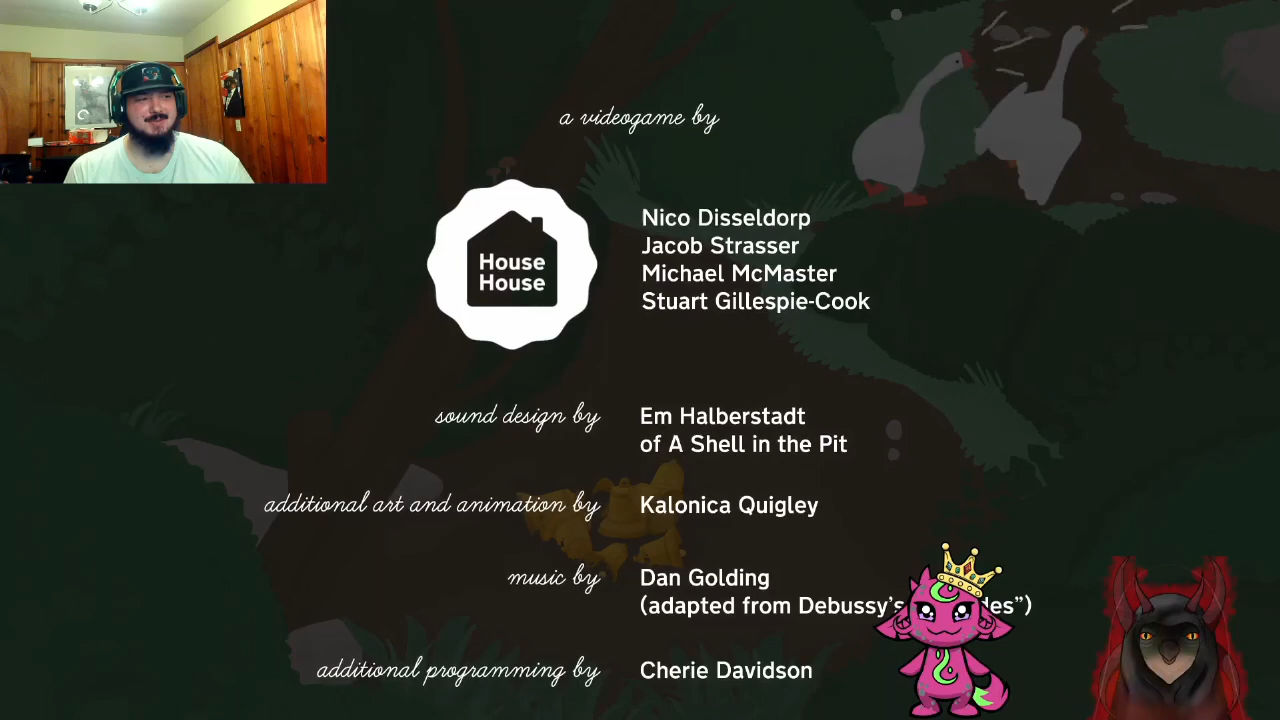 a videogame by
House
House
Nico Disseldorp
Jacob Strasser
Michael McMaster
Stuart Gillespie-Cook
sound design by
Em Halberstadt
of A Shell in the Pit
additional art and animation by
Kalonica Quigley
music by
Dan Golding
(adapted from Debussy's
additional programming by
Cherie Davidson